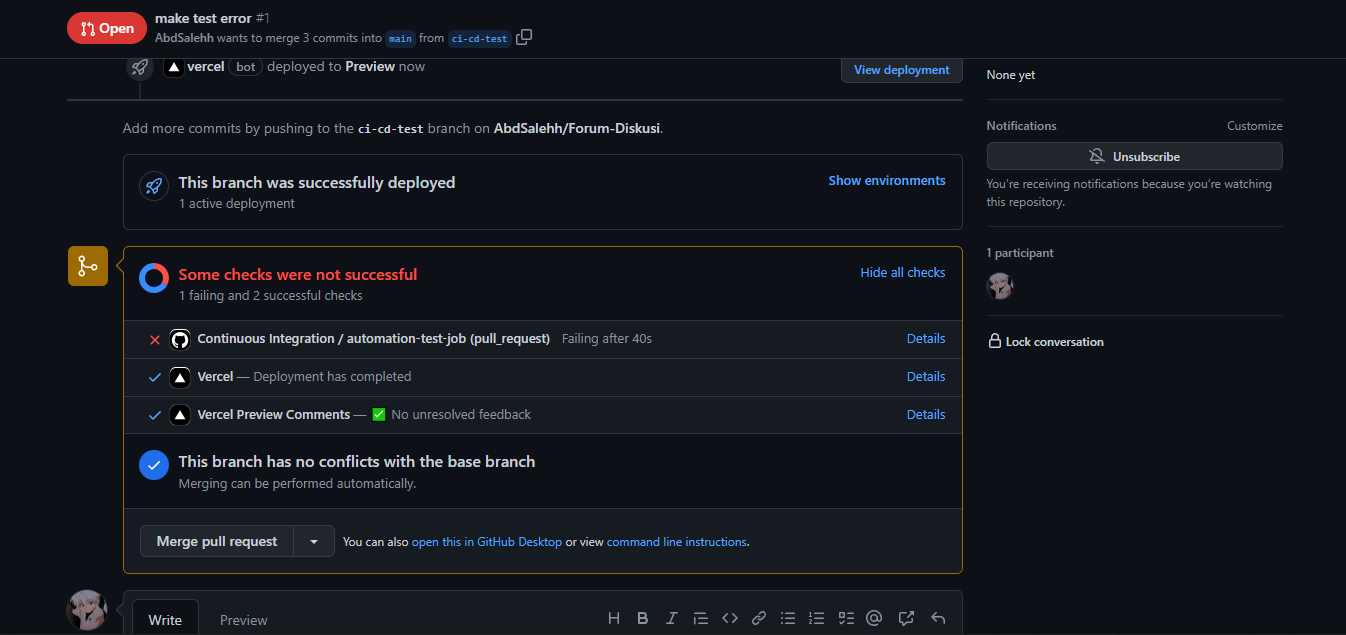 Open
make test error #1
AbdSalehh wants to merge 3 commits into main from ci-cd-test
vercel bot deployed to Preview now
View deployment
Add more commits by pushing to the ci-cd-test branch on AbdSalehh/Forum-Diskusi.
This branch was successfully deployed
1 active deployment
Show environments
Some checks were not successful
1 failing and 2 successful checks
Hide all checks
Continuous Integration / automation-test-job (pull_request) Failing after 40s
Details
Vercel — Deployment has completed
Details
Vercel Preview Comments — ✅ No unresolved feedback
Details
This branch has no conflicts with the base branch
Merging can be performed automatically.
Merge pull request
You can also open this in GitHub Desktop or view command line instructions.
Write
Preview
None yet
Notifications
Customize
Unsubscribe
You're receiving notifications because you're watching
this repository.
1 participant
Lock conversation